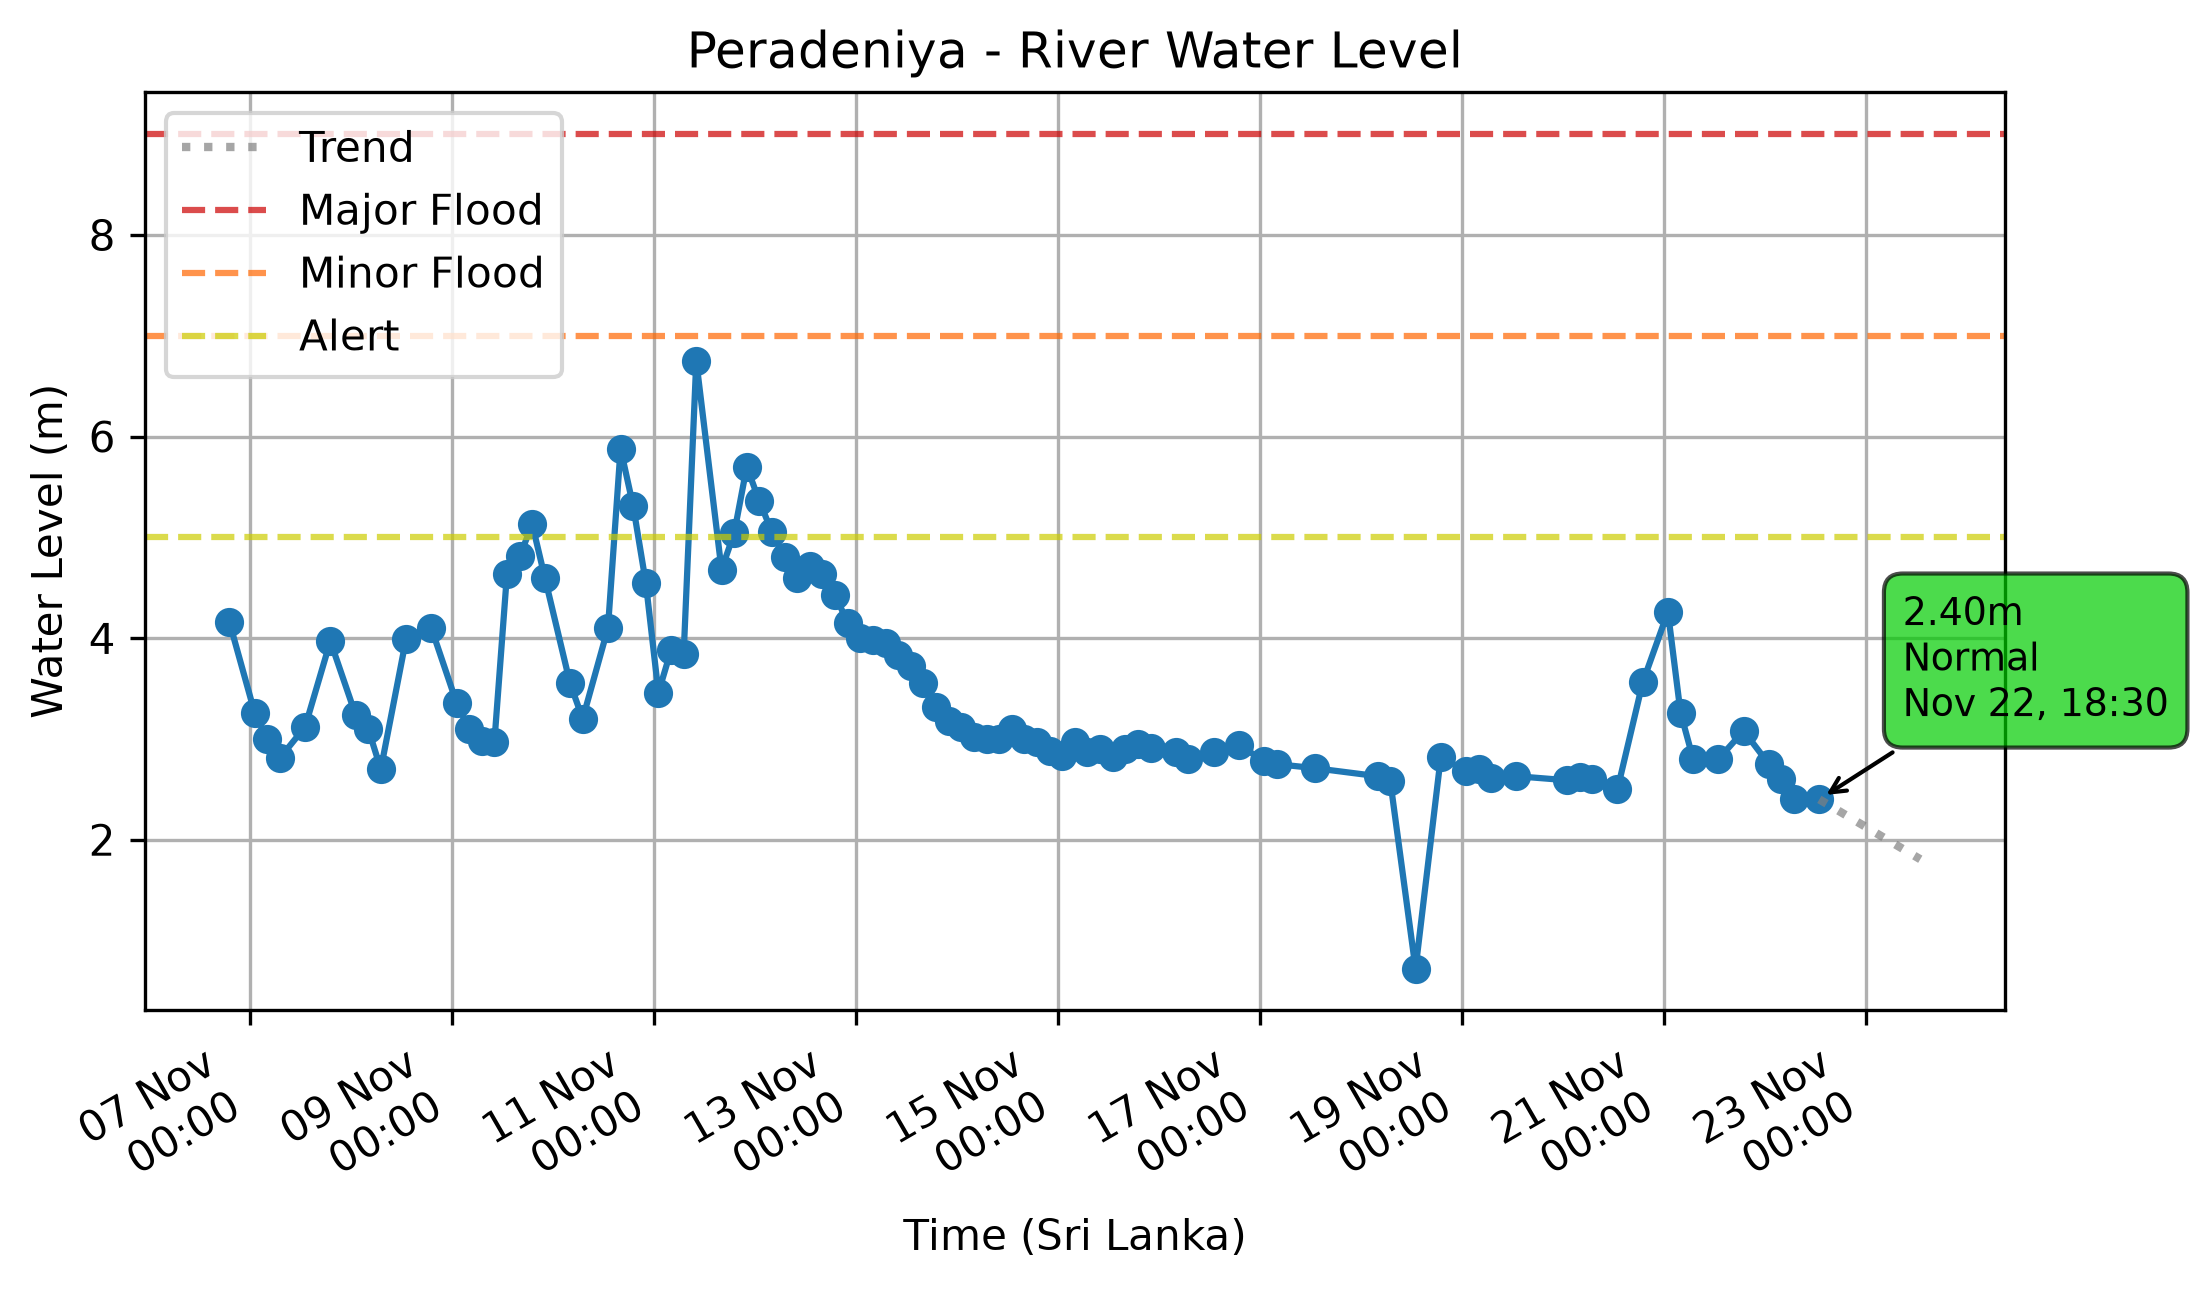 Peradeniya - River Water Level
Trend
Major Flood
Minor Flood
Alert
8
6
4
2
Water Level (m)
2.40m
Normal
Nov 22, 18:30
07 Nov
00:00
09 Nov
00:00
11 Nov
00:00
13 Nov
00:00
15 Nov
00:00
17 Nov
00:00
19 Nov
00:00
21 Nov
00:00
23 Nov
00:00
Time (Sri Lanka)